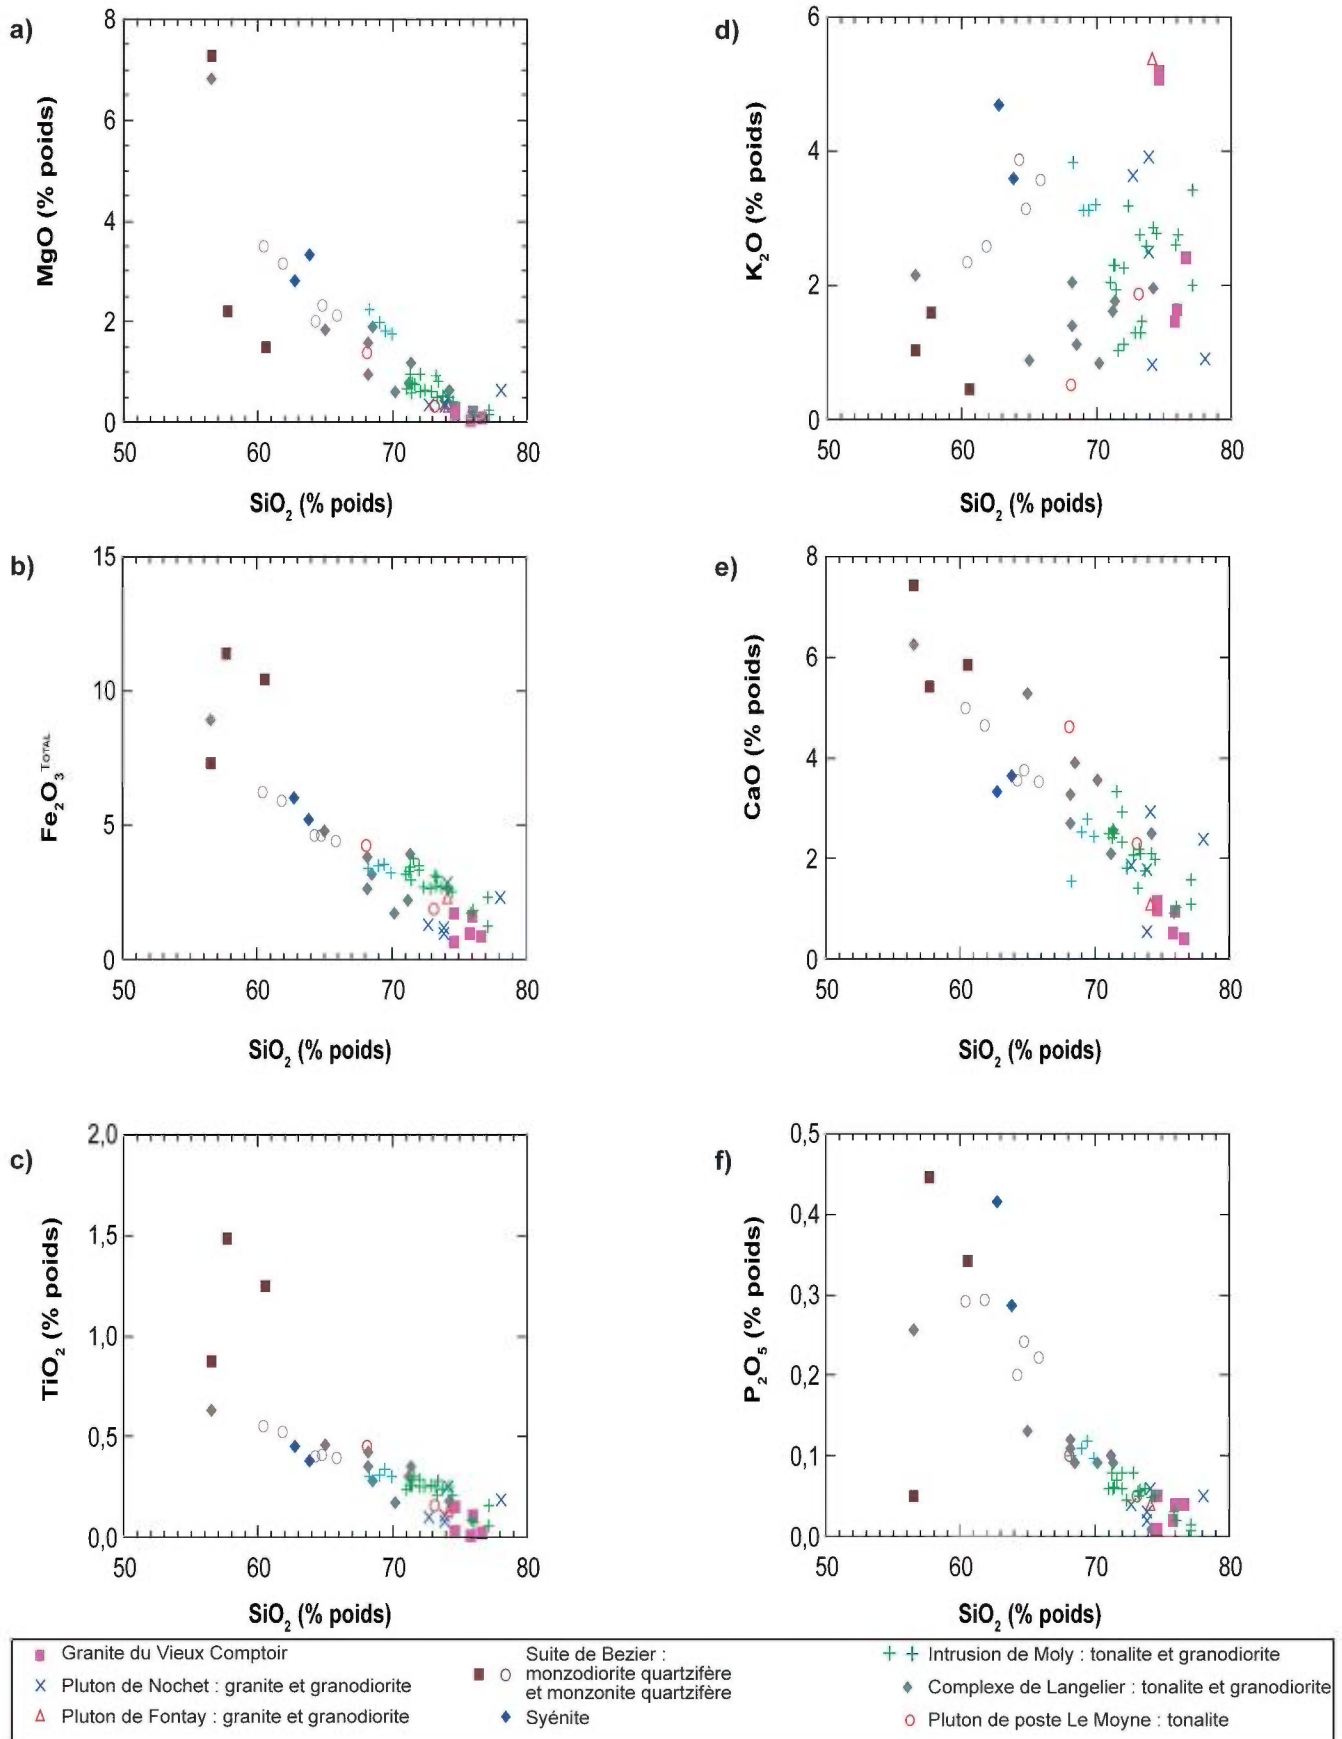 a)
8
6
4
2
0
MgO (% poids)
50 60 70 80
SiO₂ (% poids)
d)
6
4
2
0
K₂O (% poids)
50 60 70 80
SiO₂ (% poids)
b)
15
10
5
0
Fe₂O₃ᵀᴼᵀᴬᴸ
50 60 70 80
SiO₂ (% poids)
e)
8
6
4
2
0
CaO (% poids)
50 60 70 80
SiO₂ (% poids)
c)
2,0
1,5
1,0
0,5
0,0
TiO₂ (% poids)
50 60 70 80
SiO₂ (% poids)
f)
0,5
0,4
0,3
0,2
0,1
0,0
P₂O₅ (% poids)
50 60 70 80
SiO₂ (% poids)
Granite du Vieux Comptoir
Pluton de Nochet : granite et granodiorite
Pluton de Fontay : granite et granodiorite
Suite de Bezier :
monzodiorite quartzifère
et monzonite quartzifère
Syénite
Intrusion de Moly : tonalite et granodiorite
Complexe de Langelier : tonalite et granodiorite
Pluton de poste Le Moyne : tonalite